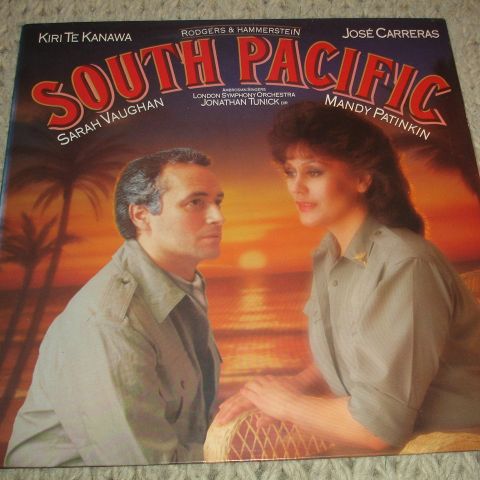 KIRI TE KANAWA
RODGERS & HAMMERSTEIN
JOSÉ CARRERAS
SOUTH PACIFIC
SARAH VAUGHAN
AMBROSIAN SINGERS
LONDON SYMPHONY ORCHESTRA
JONATHAN TUNICK DIR.
MANDY PATINKIN